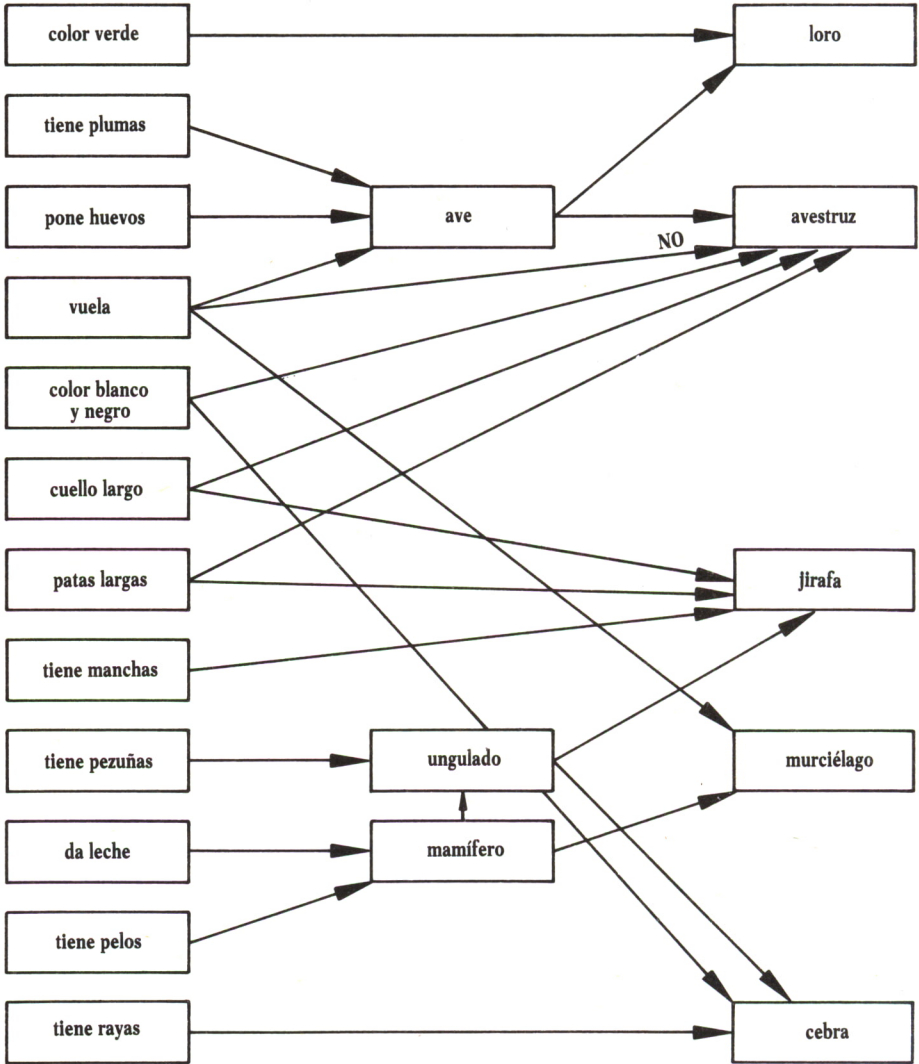 color verde
loro
tiene plumas
pone huevos
ave
avestruz
NO
vuela
color blanco
y negro
cuello largo
patas largas
jirafa
tiene manchas
tiene pezuñas
ungulado
murciélago
da leche
mamífero
tiene pelos
tiene rayas
cebra